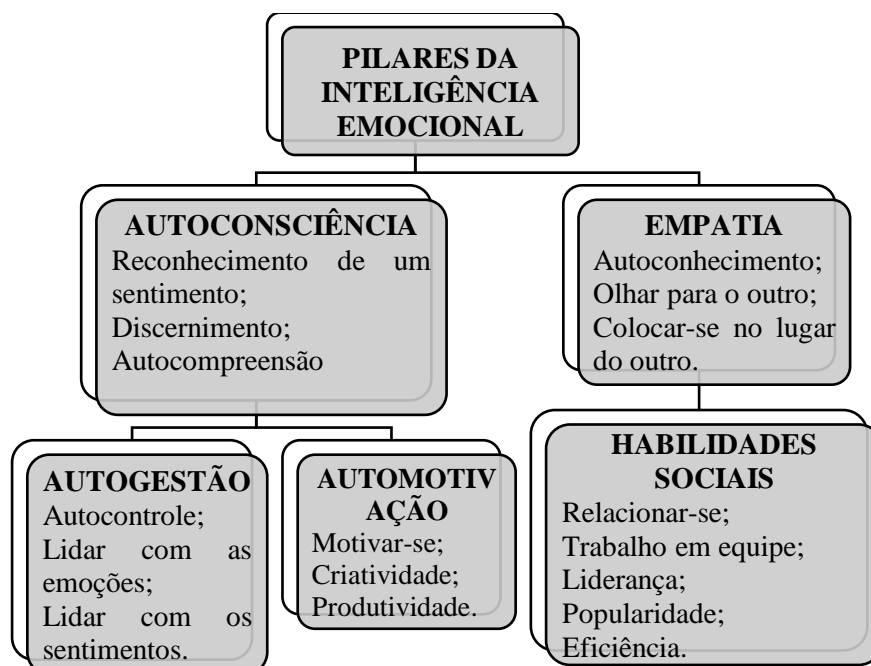 PILARES DA
INTELIGÊNCIA
EMOCIONAL
AUTOCONSCIÊNCIA
Reconhecimento de um
sentimento;
Discernimento;
Autocompreensão
EMPATIA
Autoconhecimento;
Olhar para o outro;
Colocar-se no lugar
do outro.
AUTOGESTÃO
Autocontrole;
Lidar com as
emoções;
Lidar com os
sentimentos.
AUTOMOTIV
AÇÃO
Motivar-se;
Criatividade;
Produtividade.
HABILIDADES
SOCIAIS
Relacionar-se;
Trabalho em equipe;
Liderança;
Popularidade;
Eficiência.